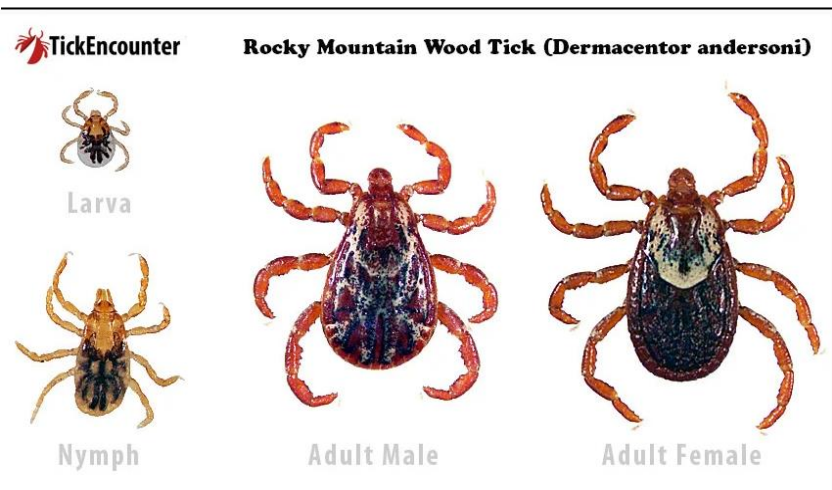 TickEncounter
Rocky Mountain Wood Tick (Dermacentor andersoni)
Larva
Nymph
Adult Male
Adult Female